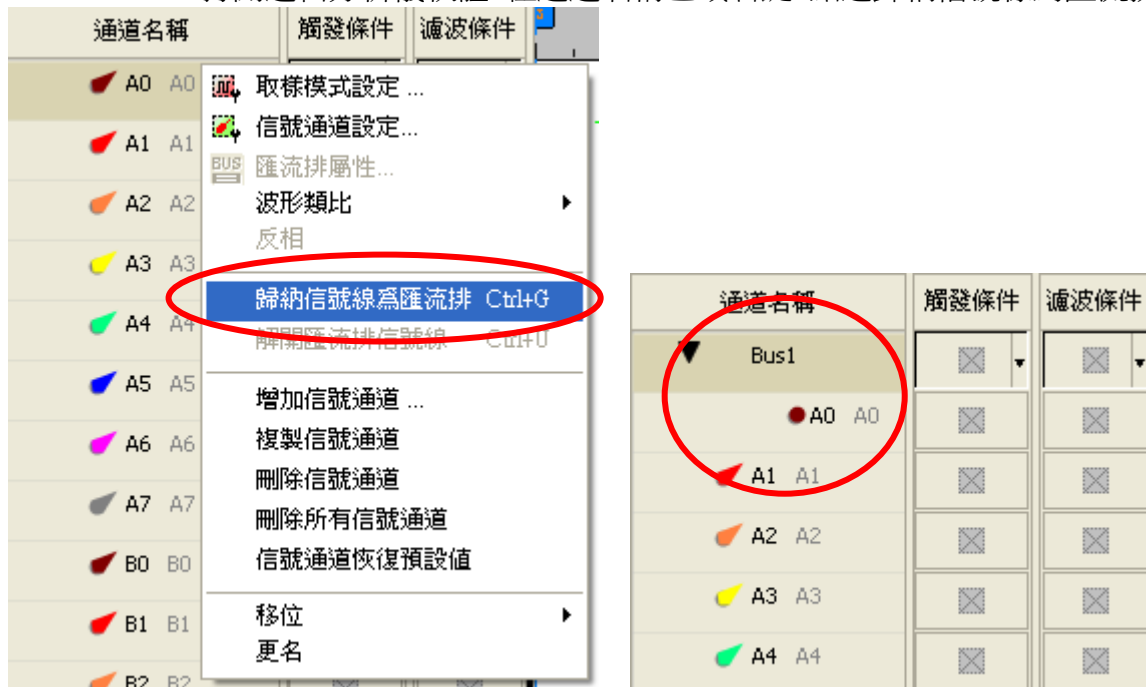 通道名稱 觸發條件 濾波條件
A0 A0
A1 A1
A2 A2
A3 A3
A4 A4
A5 A5
A6 A6
A7 A7
B0 B0
B1 B1
B2 B2
取樣模式設定 ...
信號通道設定...
BUS 匯流排屬性...
波形類比
反相
歸納信號線爲匯流排 Ctrl+G
解開匯流排信號線 Ctrl+U
增加信號通道 ...
複製信號通道
刪除信號通道
刪除所有信號通道
信號通道恢復預設値
移位
更名
通道名稱 觸發條件 濾波條件
Bus1
A0 A0
A1 A1
A2 A2
A3 A3
A4 A4